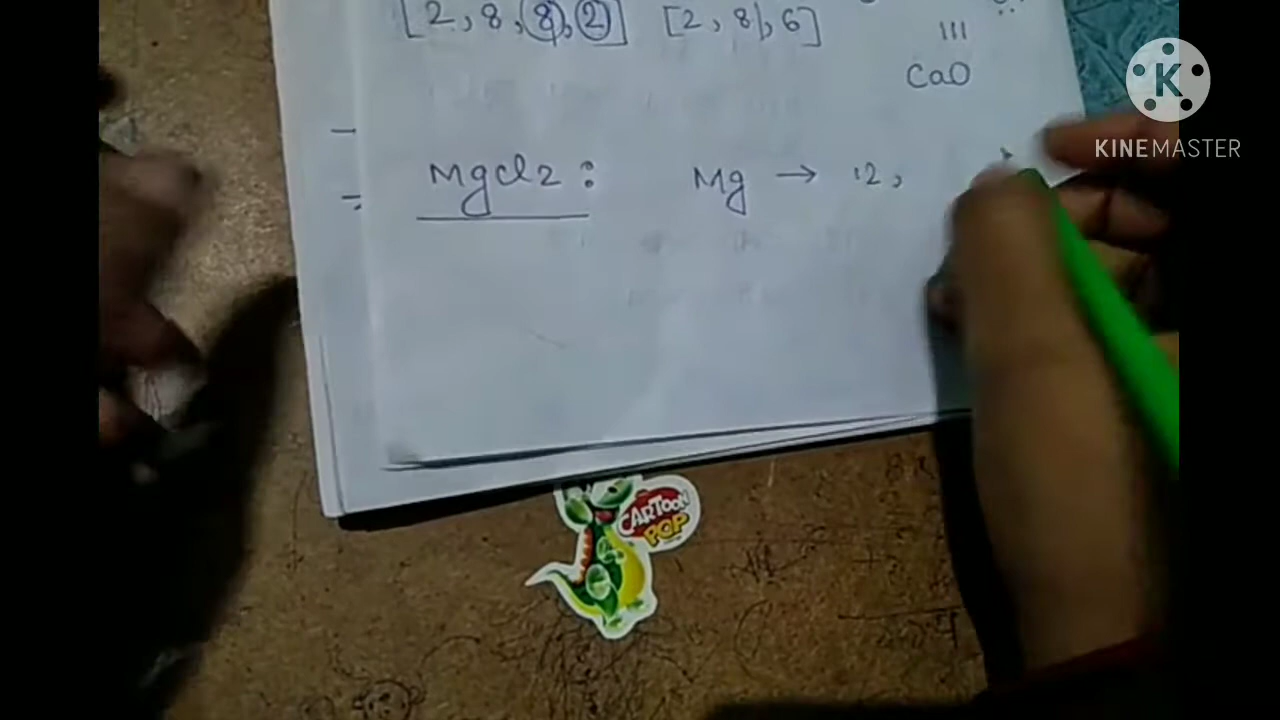 [2, 8, 8, 2] [2, 8, 6]
CaO
MgCl2 : Mg → 12,
CARTOON
POP
KINEMASTER